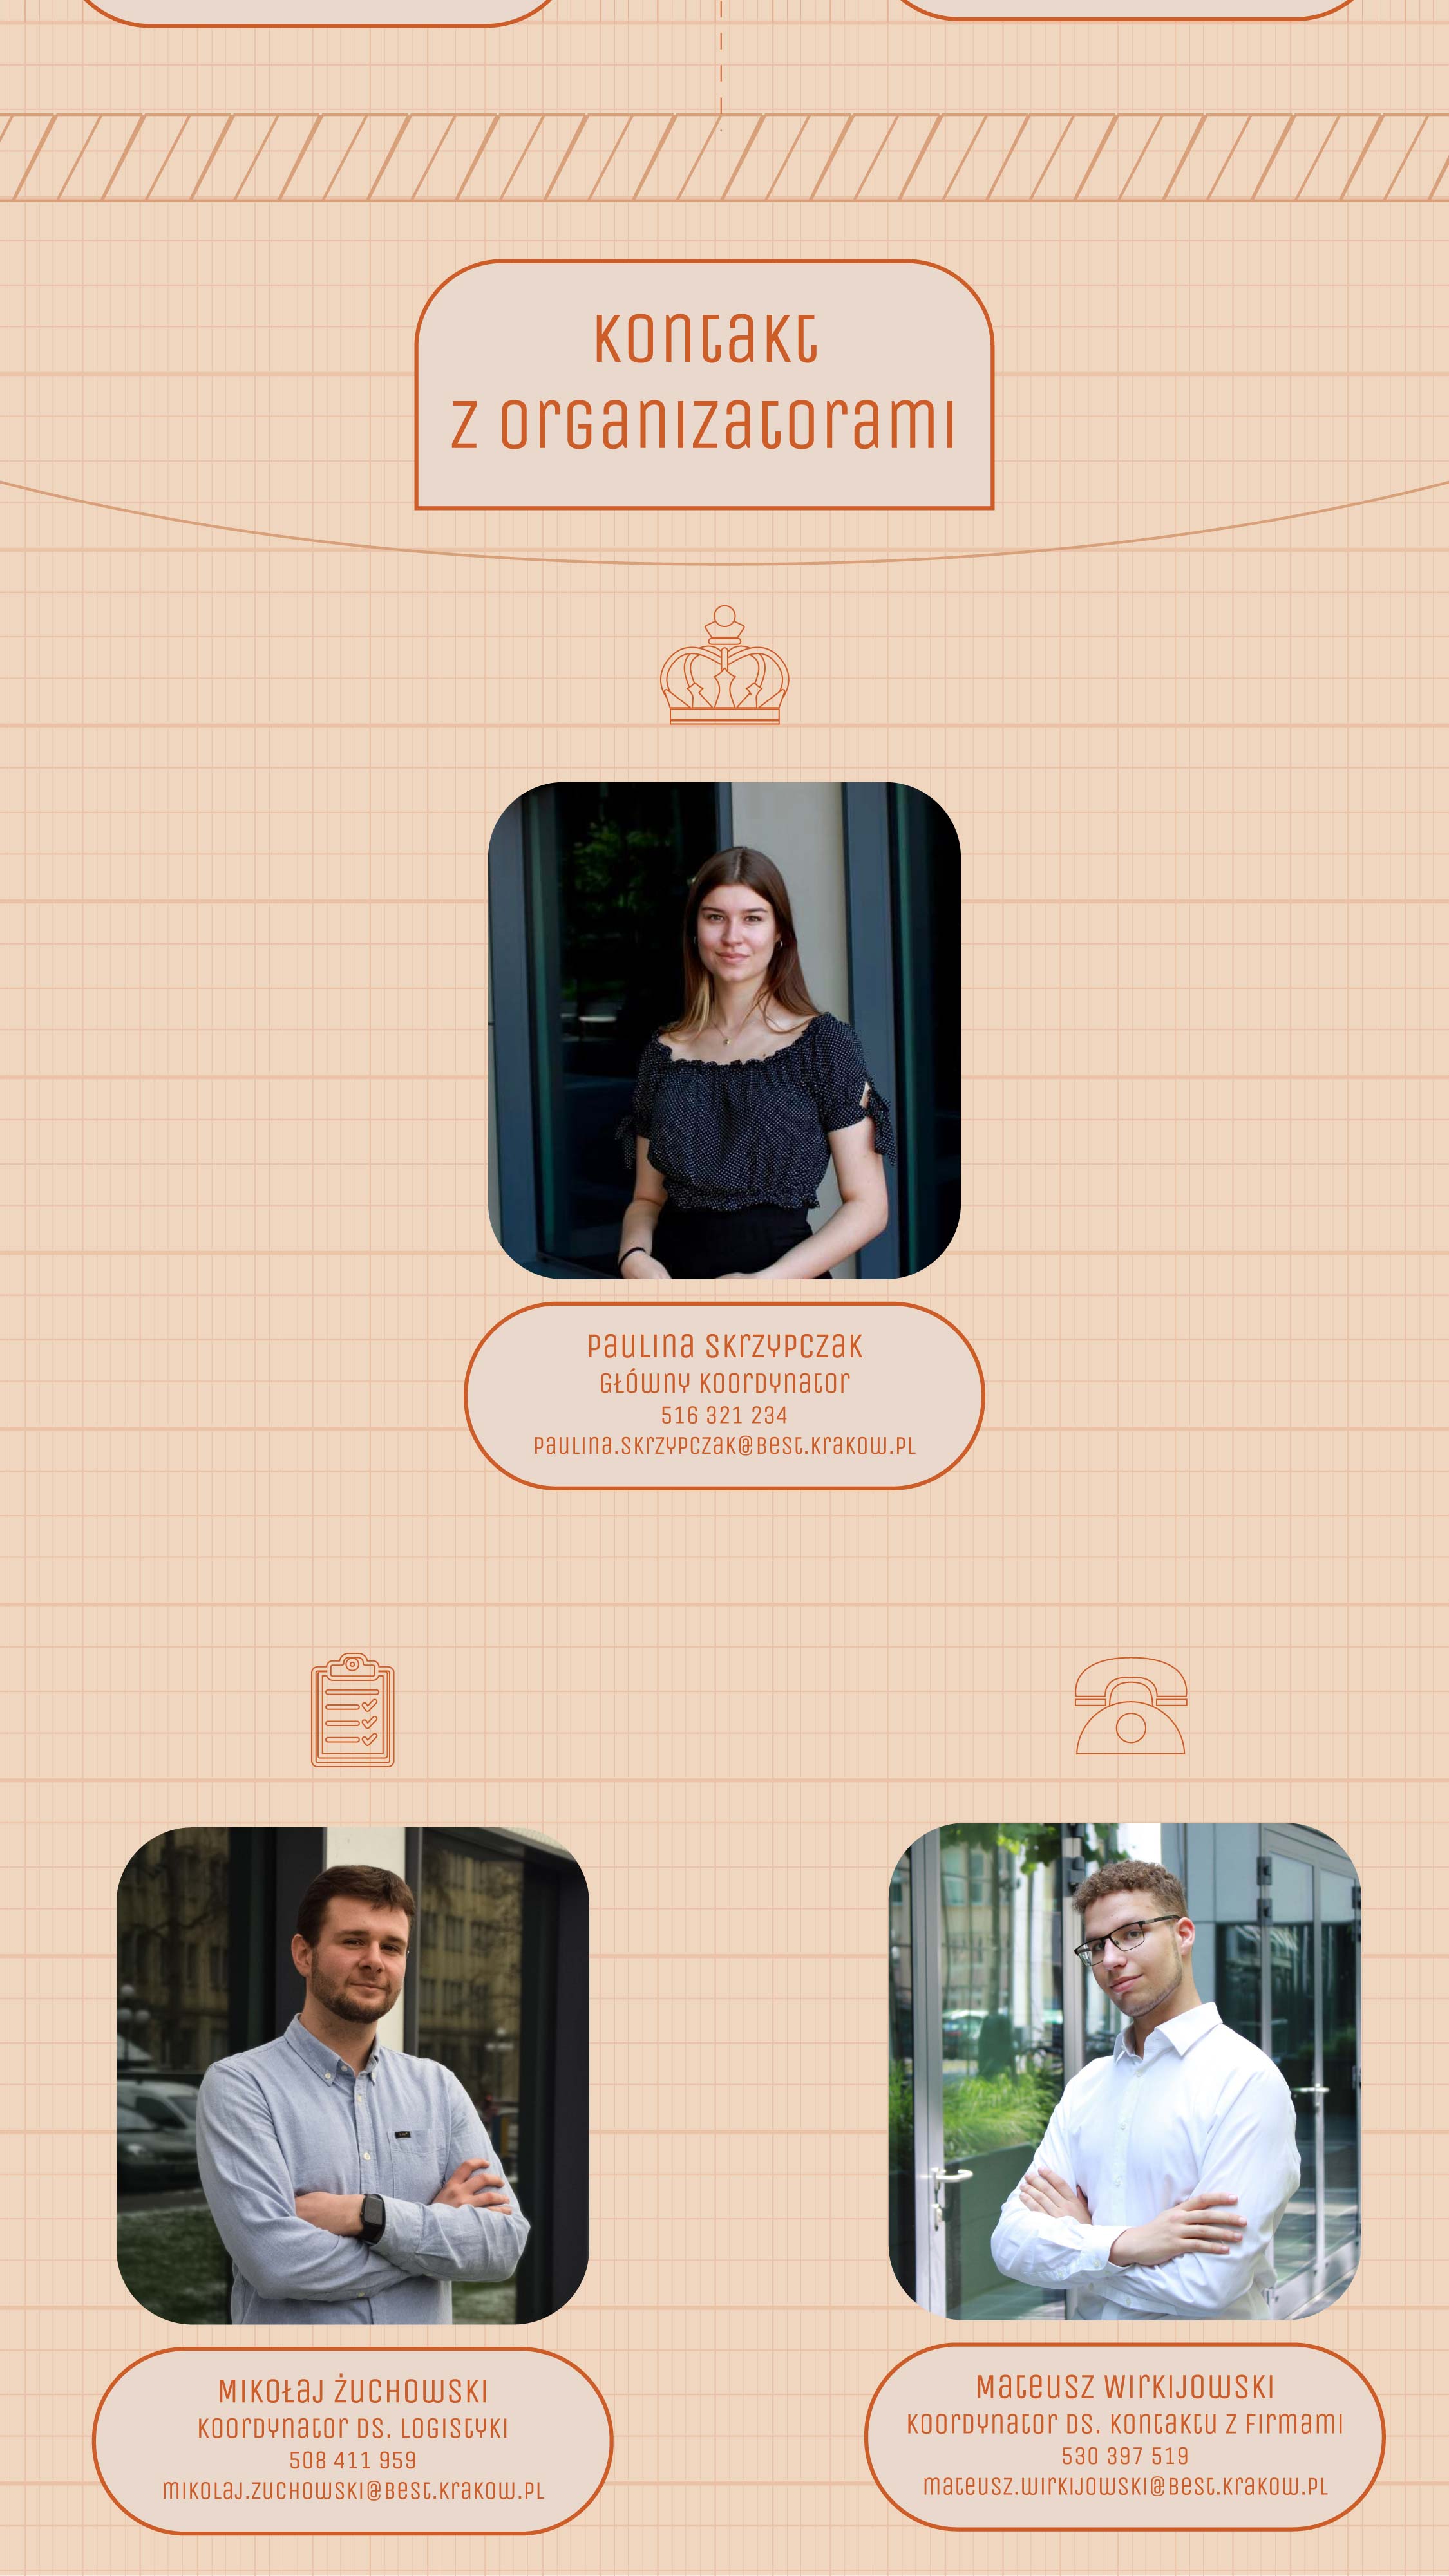 Kontakt
z organizatorami
Paulina Skrzypczak
Główny Koordynator
516 321 234
paulina.skrzypczak@best.krakow.pl
Mikołaj Żuchowski
Koordynator ds. Logistyki
508 411 959
mikolaj.zuchowski@best.krakow.pl
Mateusz Wirkijowski
Koordynator ds. Kontaktu z Firmami
530 397 519
mateusz.wirkijowski@best.krakow.pl